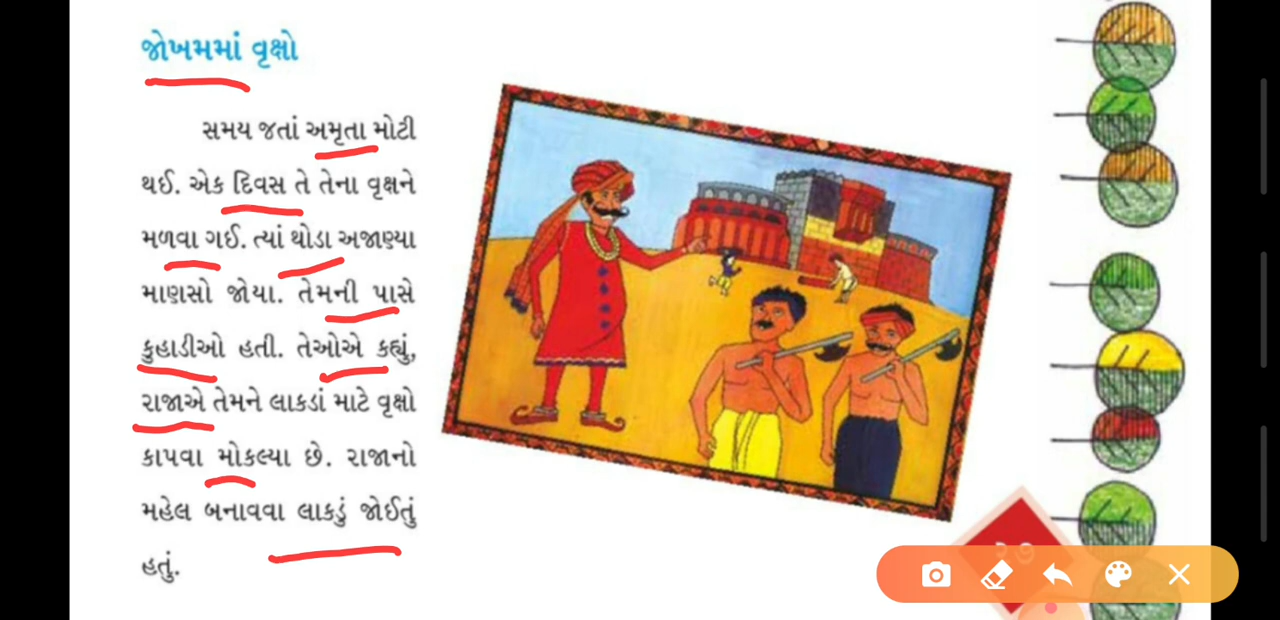 જોખમમાં વૃક્ષો
સમય જતાં અમૃતા મોટી
થઈ. એક દિવસ તે તેના વૃક્ષને
મળવા ગઈ. ત્યાં થોડા અજાણ્યા
માણસો જોયા. તેમની પાસે
કુહાડીઓ હતી. તેઓએ કહ્યું,
રાજાએ તેમને લાકડાં માટે વૃક્ષો
કાપવા મોકલ્યા છે. રાજાનો
મહેલ બનાવવા લાકડું જોઈતું
હતું.